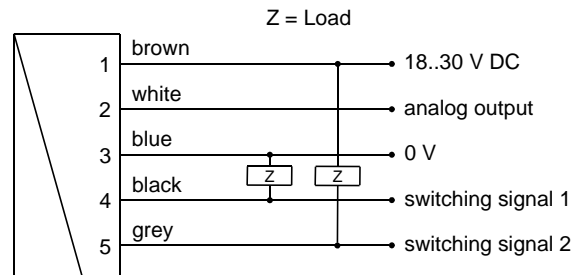 Z = Load
1 brown 18..30 V DC
2 white analog output
3 blue 0 V
Z Z
4 black switching signal 1
5 grey switching signal 2